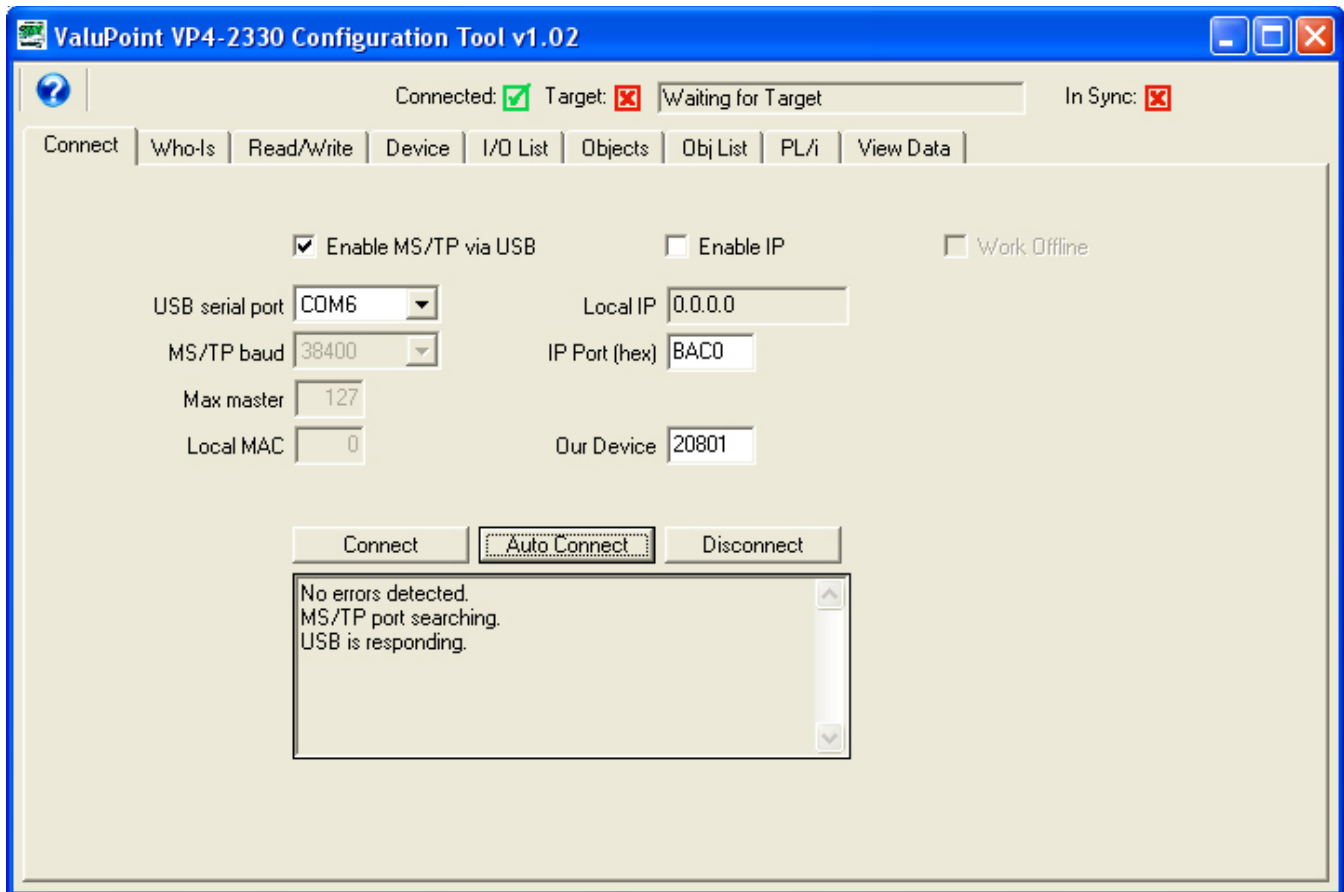 ValuPoint VP4-2330 Configuration Tool v1.02
Connected: Target: Waiting for Target In Sync:
Connect Who-Is Read/Write Device I/O List Objects Obj List PL/i View Data
Enable MS/TP via USB Enable IP Work Offline
USB serial port COM6 Local IP 0.0.0.0
MS/TP baud 38400 IP Port (hex) BAC0
Max master 127
Local MAC 0 Our Device 20801
Connect Auto Connect Disconnect
No errors detected.
MS/TP port searching.
USB is responding.